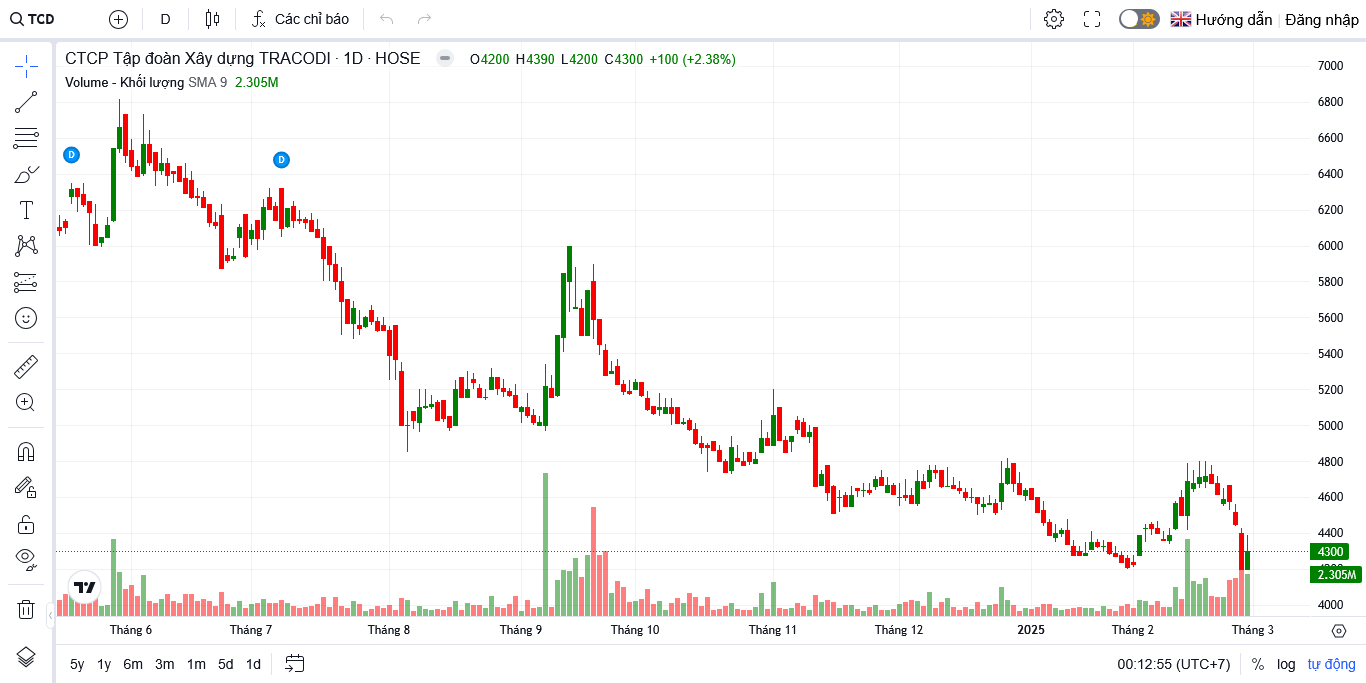 TCD D Các chỉ báo Hướng dẫn Đăng nhập
CTCP Tập đoàn Xây dựng TRACODI · 1D · HOSE O4200 H4390 L4200 C4300 +100 (+2.38%)
Volume - Khối lượng SMA 9 2.305M
7000
6800
6600
D D
6400
6200
6000
5800
5600
5400
5200
5000
4800
4600
4400
4300
2.305M
4000
Tháng 6 Tháng 7 Tháng 8 Tháng 9 Tháng 10 Tháng 11 Tháng 12 2025 Tháng 2 Tháng 3
5y 1y 6m 3m 1m 5d 1d 00:12:55 (UTC+7) % log tự động